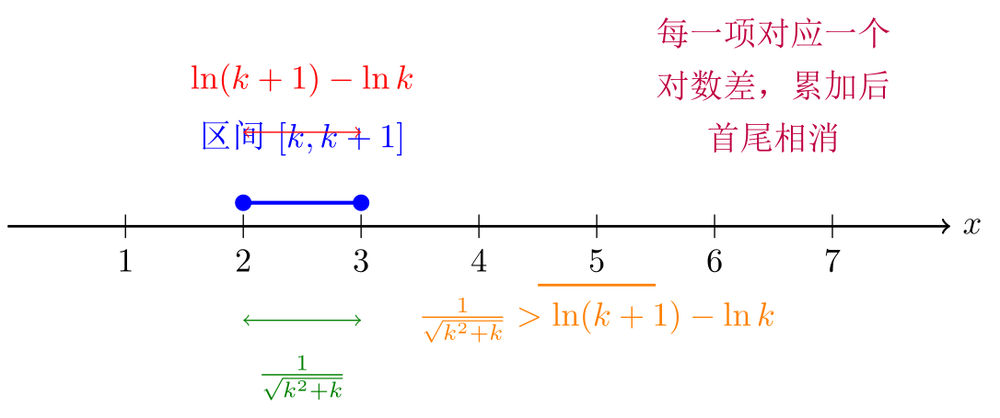 每一项对应一个
对数差，累加后
首尾相消
ln(k + 1) − ln k
区间 [k, k + 1]
x
1 2 3 4 5 6 7
1/√(k²+k) > ln(k + 1) − ln k
1/√(k²+k)